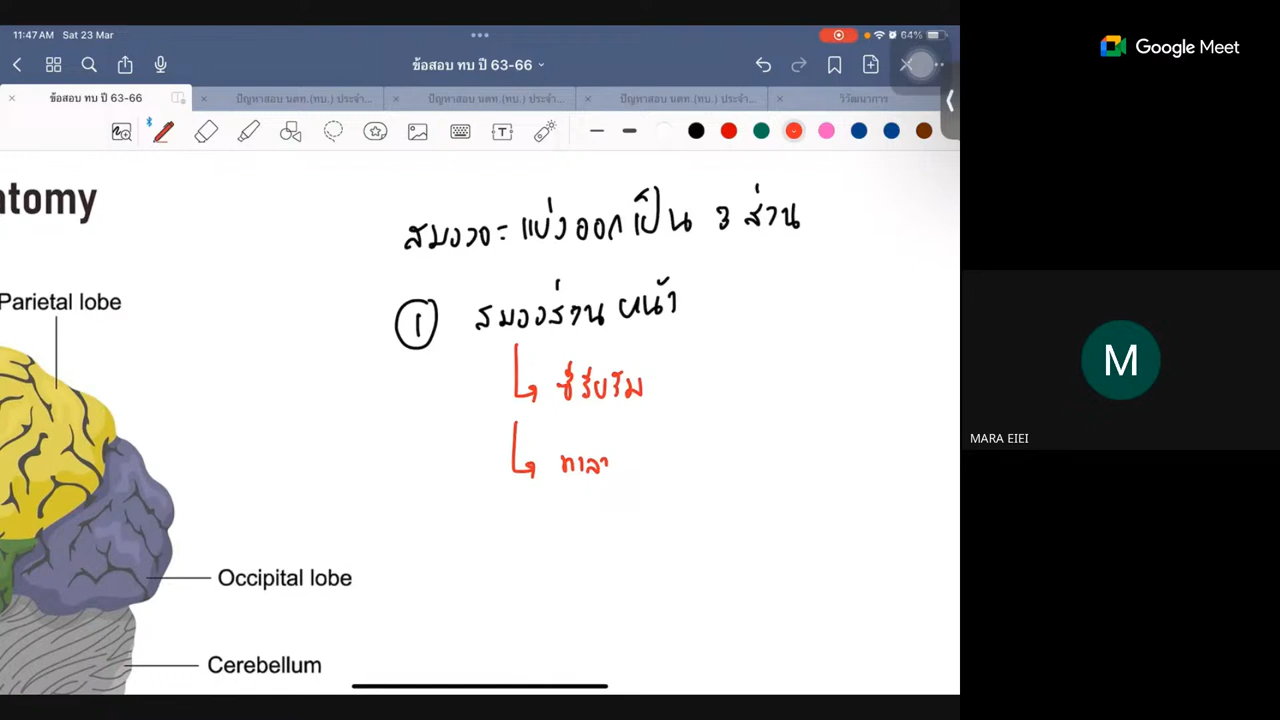 11:47AM Sat 23 Mar
64%
Google Meet
ข้อสอบ ทบ ปี 63-66
ข้อสอบ ทบ ปี 63-66
ปัญหาสอบ นตท.(ทบ.) ประจำ...
ปัญหาสอบ นตท.(ทบ.) ประจำ...
ปัญหาสอบ นตท.(ทบ.) ประจำ...
วิวัฒนาการ
T
atomy
สมองจะแบ่งออกเป็น 3 ส่วน
Parietal lobe
1 สมองส่วนหน้า
ซีรีบรัม
ทาลา
M
MARA EIEI
Occipital lobe
Cerebellum